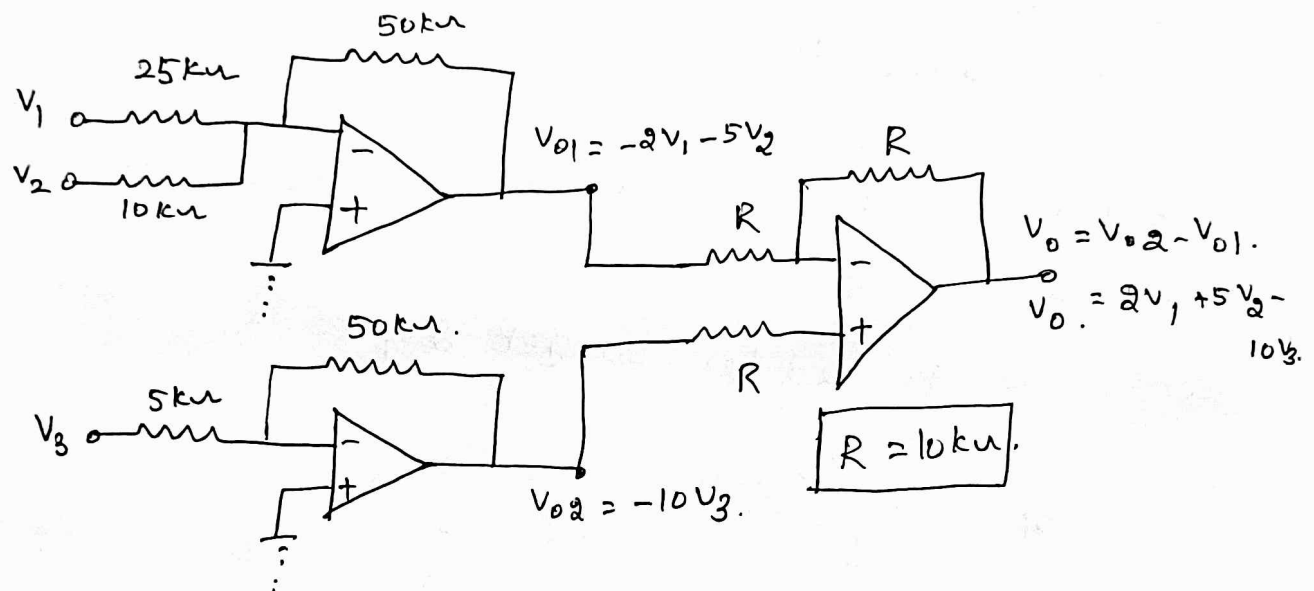 50kΩ
25kΩ
V1
V2
10kΩ
-
+
V01 = -2V1 -5V2
R
R
-
+
V0 = V02 - V01.
V0. = 2V1 +5V2 -
10V3.
50kΩ.
5kΩ
V3
-
+
V02 = -10V3.
R
R = 10kΩ.